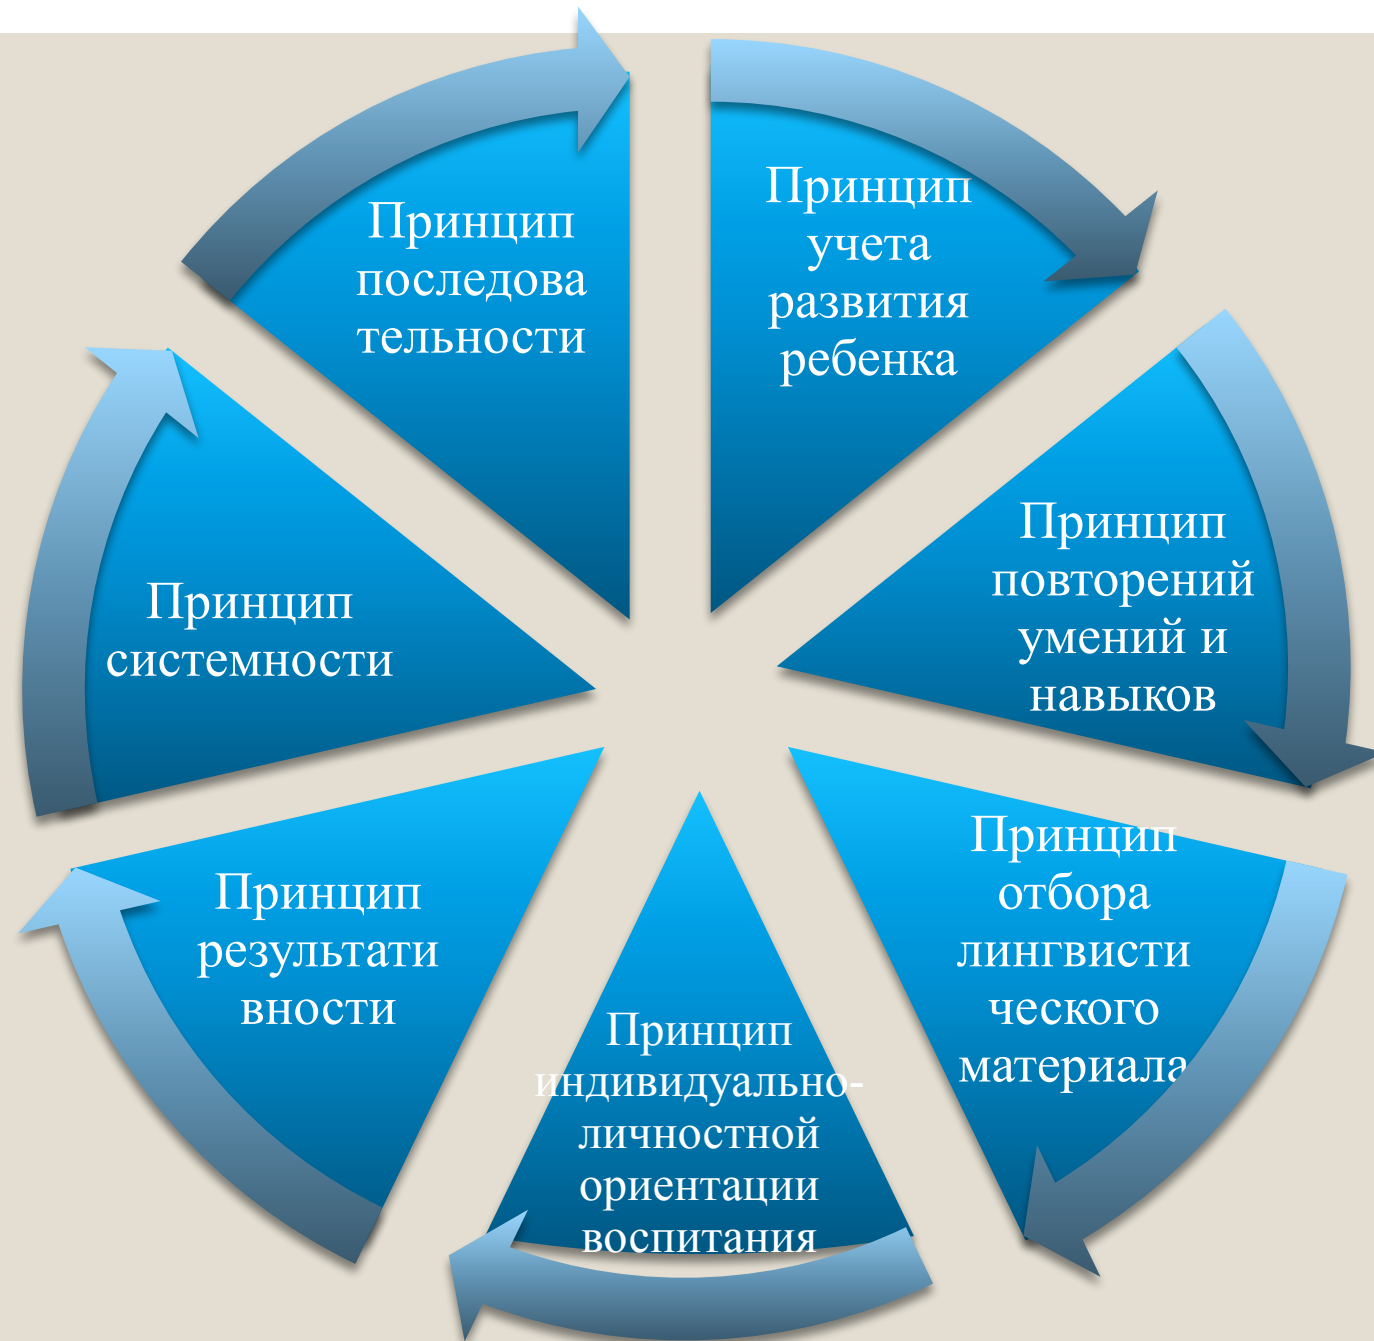 Принцип
учета
развития
ребенка
Принцип
повторений
умений и
навыков
Принцип
отбора
лингвисти
ческого
материала
Принцип
индивидуально-
личностной
ориентации
воспитания
Принцип
результати
вности
Принцип
системности
Принцип
последова
тельности